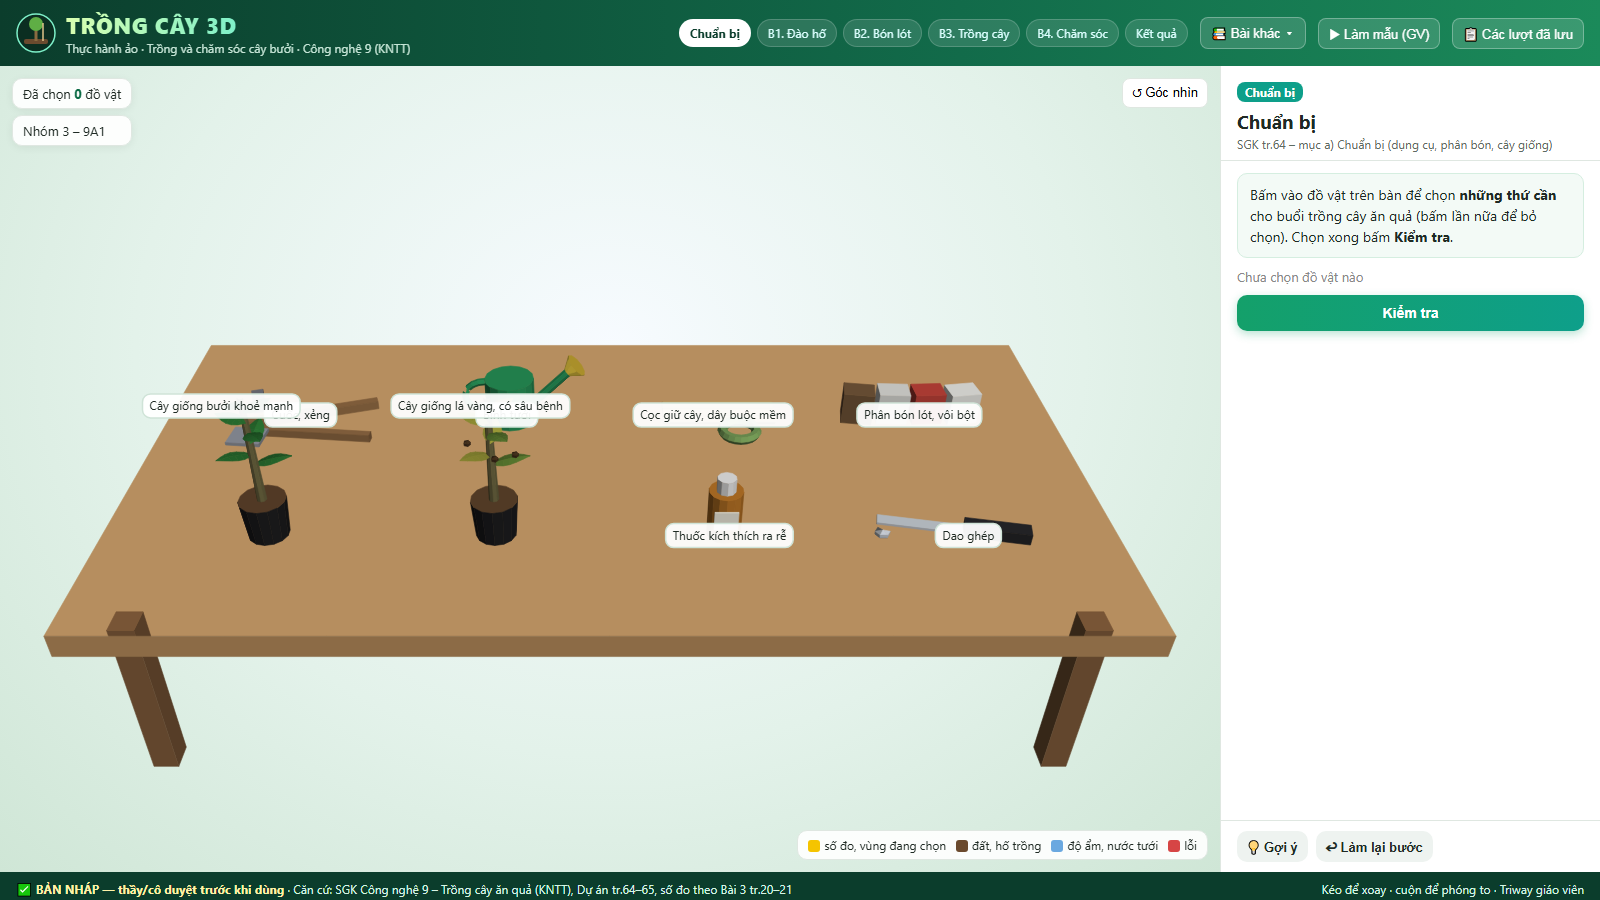 TRỒNG CÂY 3D
Thực hành ảo · Trồng và chăm sóc cây bưởi · Công nghệ 9 (KNTT)
Chuẩn bị
B1. Đào hố
B2. Bón lót
B3. Trồng cây
B4. Chăm sóc
Kết quả
Bài khác
Làm mẫu (GV)
Các lượt đã lưu
Đã chọn 0 đồ vật
Nhóm 3 – 9A1
↺ Góc nhìn
Cây giống bưởi khoẻ mạnh
xẻng
Cây giống lá vàng, có sâu bệnh
Cọc giữ cây, dây buộc mềm
Phân bón lót, vôi bột
Thuốc kích thích ra rễ
Dao ghép
số đo, vùng đang chọn
đất, hố trồng
độ ẩm, nước tưới
lỗi
Chuẩn bị
Chuẩn bị
SGK tr.64 – mục a) Chuẩn bị (dụng cụ, phân bón, cây giống)
Bấm vào đồ vật trên bàn để chọn những thứ cần
cho buổi trồng cây ăn quả (bấm lần nữa để bỏ
chọn). Chọn xong bấm Kiểm tra.
Chưa chọn đồ vật nào
Kiểm tra
Gợi ý
↩ Làm lại bước
BẢN NHÁP — thầy/cô duyệt trước khi dùng · Căn cứ: SGK Công nghệ 9 – Trồng cây ăn quả (KNTT), Dự án tr.64–65, số đo theo Bài 3 tr.20–21
Kéo để xoay · cuộn để phóng to · Triway giáo viên